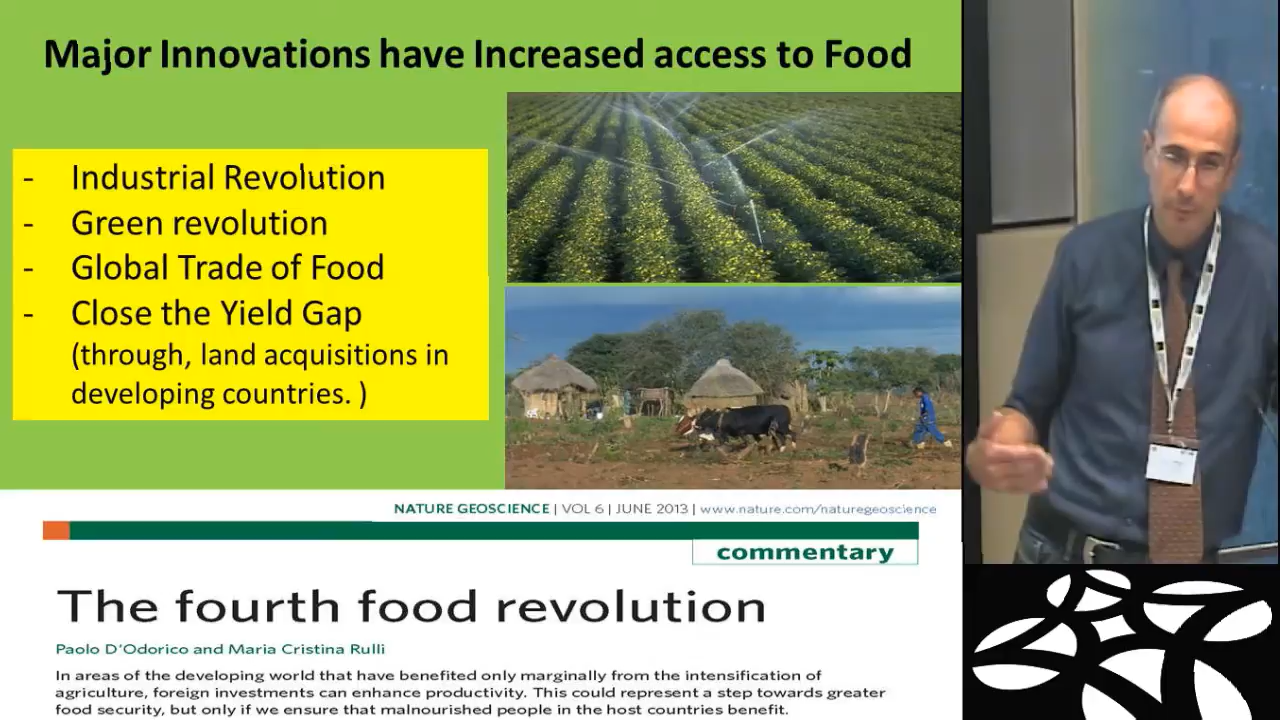 Major Innovations have Increased access to Food
- Industrial Revolution
- Green revolution
- Global Trade of Food
- Close the Yield Gap
(through, land acquisitions in
developing countries. )
NATURE GEOSCIENCE | VOL 6 | JUNE 2013 | www.nature.com/naturegeoscience
commentary
The fourth food revolution
Paolo D'Odorico and Maria Cristina Rulli
In areas of the developing world that have benefited only marginally from the intensification of
agriculture, foreign investments can enhance productivity. This could represent a step towards greater
food security, but only if we ensure that malnourished people in the host countries benefit.